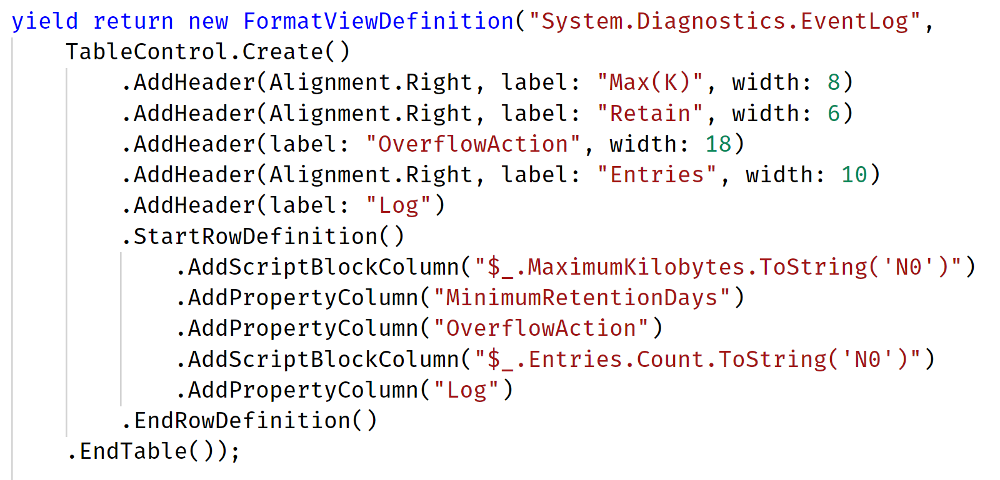 yield return new FormatViewDefinition("System.Diagnostics.EventLog",
    TableControl.Create()
        .AddHeader(Alignment.Right, label: "Max(K)", width: 8)
        .AddHeader(Alignment.Right, label: "Retain", width: 6)
        .AddHeader(label: "OverflowAction", width: 18)
        .AddHeader(Alignment.Right, label: "Entries", width: 10)
        .AddHeader(label: "Log")
        .StartRowDefinition()
            .AddScriptBlockColumn("$_.MaximumKilobytes.ToString('N0')")
            .AddPropertyColumn("MinimumRetentionDays")
            .AddPropertyColumn("OverflowAction")
            .AddScriptBlockColumn("$_.Entries.Count.ToString('N0')")
            .AddPropertyColumn("Log")
        .EndRowDefinition()
    .EndTable());